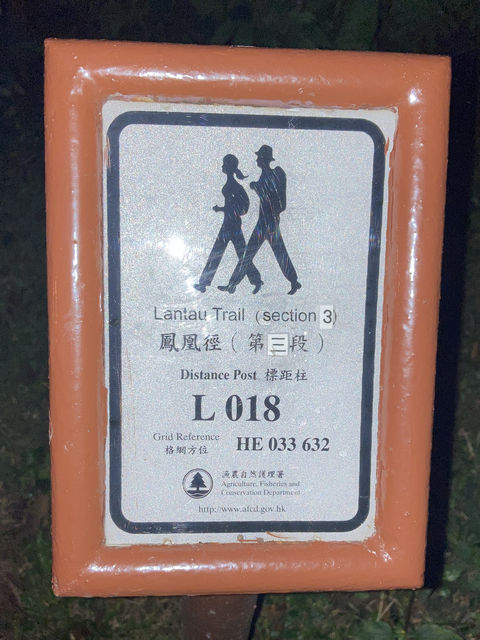 Lantau Trail (section 3)
鳳凰徑（第三段）
Distance Post 標距柱
L 018
Grid Reference
格網方位
HE 033 632
漁農自然護理署
Agriculture, Fisheries and
Conservation Department
http://www.afcd.gov.hk